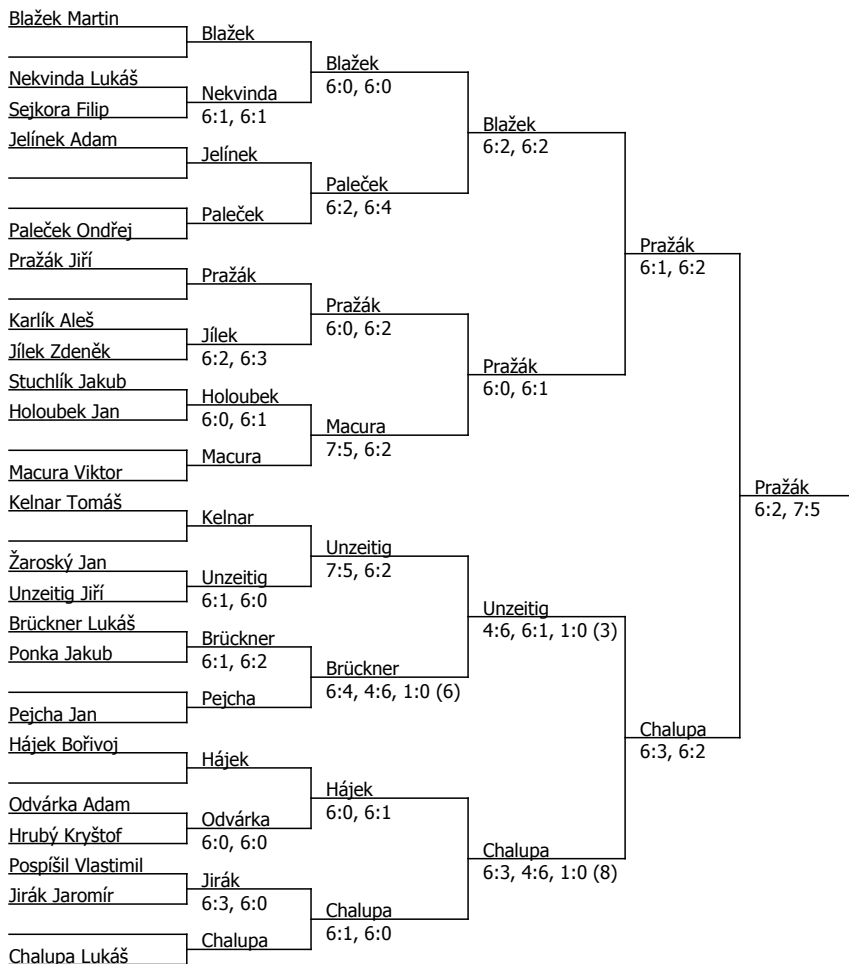 Blažek Martin
Nekvinda Lukáš
Sejkora Filip
Jelínek Adam
Paleček Ondřej
Pražák Jiří
Karlík Aleš
Jílek Zdeněk
Stuchlík Jakub
Holoubek Jan
Macura Viktor
Kelnar Tomáš
Žaroský Jan
Unzeitig Jiří
Brückner Lukáš
Ponka Jakub
Pejcha Jan
Hájek Bořivoj
Odvárka Adam
Hrubý Kryštof
Pospíšil Vlastimil
Jirák Jaromír
Chalupa Lukáš
Blažek
Nekvinda
6:1, 6:1
Jelínek
Paleček
Pražák
Jílek
6:2, 6:3
Holoubek
6:0, 6:1
Macura
Kelnar
Unzeitig
6:1, 6:0
Brückner
6:1, 6:2
Pejcha
Hájek
Odvárka
6:0, 6:0
Jirák
6:3, 6:0
Chalupa
Blažek
6:0, 6:0
Paleček
6:2, 6:4
Pražák
6:0, 6:2
Macura
7:5, 6:2
Unzeitig
7:5, 6:2
Brückner
6:4, 4:6, 1:0 (6)
Hájek
6:0, 6:1
Chalupa
6:1, 6:0
Blažek
6:2, 6:2
Pražák
6:0, 6:1
Unzeitig
4:6, 6:1, 1:0 (3)
Chalupa
6:3, 4:6, 1:0 (8)
Pražák
6:1, 6:2
Chalupa
6:3, 6:2
Pražák
6:2, 7:5